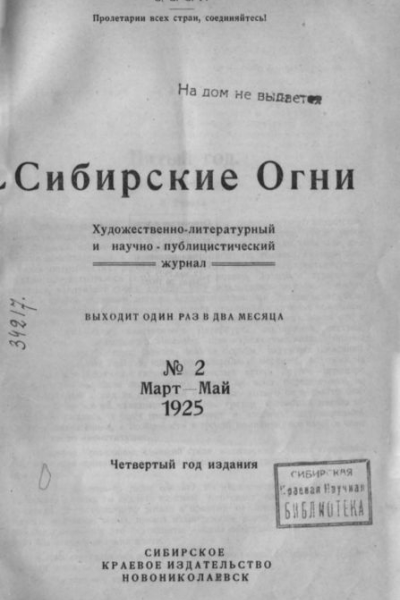 Пролетарии всех стран, соединяйтесь!
На дом не выдается
Сибирские Огни
Художественно-литературный
и научно-публицистический
журнал
ВЫХОДИТ ОДИН РАЗ В ДВА МЕСЯЦА
34217.
№ 2
Март—Май
1925
Четвертый год издания
СИБИРСКАЯ
Краевая Научная
БИБЛИОТЕКА
СИБИРСКОЕ
КРАЕВОЕ ИЗДАТЕЛЬСТВО
НОВОНИКОЛАЕВСК